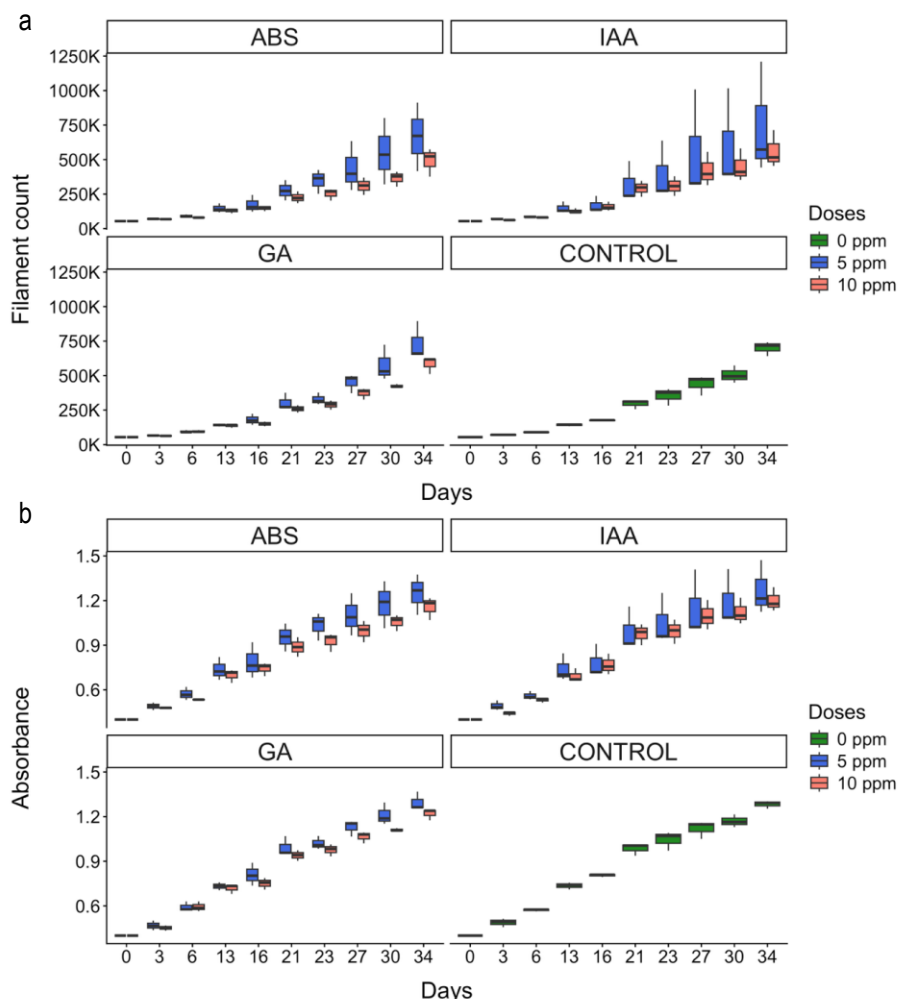 a
ABS IAA
1250K
1000K
750K
500K
250K
0K
GA CONTROL
1250K
1000K
750K
500K
250K
0K
Filament count
0 3 6 13 16 21 23 27 30 34 0 3 6 13 16 21 23 27 30 34
Days
Doses
0 ppm
5 ppm
10 ppm
b
ABS IAA
1.5
1.2
0.9
0.6
GA CONTROL
1.5
1.2
0.9
0.6
Absorbance
0 3 6 13 16 21 23 27 30 34 0 3 6 13 16 21 23 27 30 34
Days
Doses
0 ppm
5 ppm
10 ppm